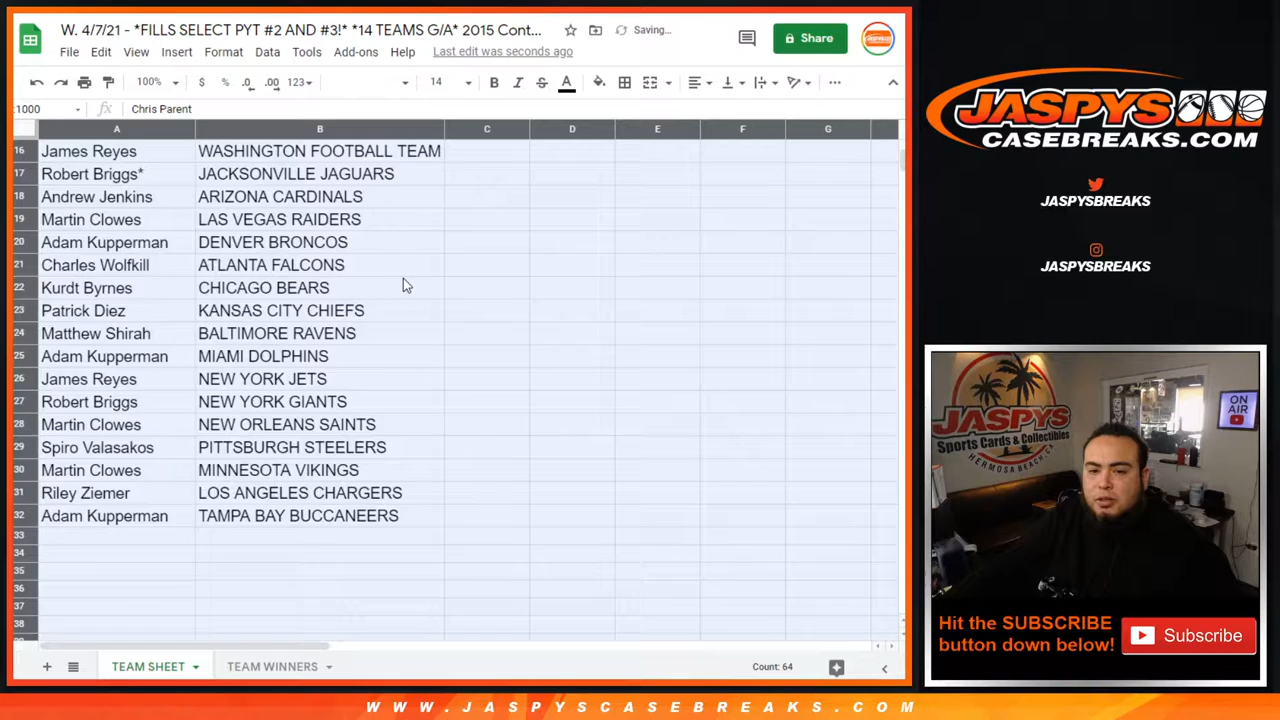 W. 4/7/21 - *FILLS SELECT PYT #2 AND #3!* *14 TEAMS G/A* 2015 Cont...
Saving...
Share
File Edit View Insert Format Data Tools Add-ons Help Last edit was seconds ago
100% $ % .0 .00 123 14 B I S A
1000 fx Chris Parent
A B C D E F G
16 James Reyes WASHINGTON FOOTBALL TEAM
17 Robert Briggs* JACKSONVILLE JAGUARS
18 Andrew Jenkins ARIZONA CARDINALS
19 Martin Clowes LAS VEGAS RAIDERS
20 Adam Kupperman DENVER BRONCOS
21 Charles Wolfkill ATLANTA FALCONS
22 Kurdt Byrnes CHICAGO BEARS
23 Patrick Diez KANSAS CITY CHIEFS
24 Matthew Shirah BALTIMORE RAVENS
25 Adam Kupperman MIAMI DOLPHINS
26 James Reyes NEW YORK JETS
27 Robert Briggs NEW YORK GIANTS
28 Martin Clowes NEW ORLEANS SAINTS
29 Spiro Valasakos PITTSBURGH STEELERS
30 Martin Clowes MINNESOTA VIKINGS
31 Riley Ziemer LOS ANGELES CHARGERS
32 Adam Kupperman TAMPA BAY BUCCANEERS
33
34
35
36
37
38
TEAM SHEET TEAM WINNERS Count: 64
JASPYS
CASEBREAKS.COM
JASPYSBREAKS
JASPYSBREAKS
JASPYS
Sports Cards & Collectibles
HERMOSA BEACH, CA
ON
AIR
Hit the SUBSCRIBE
button down below!
Subscribe
WWW.JASPYSCASEBREAKS.COM